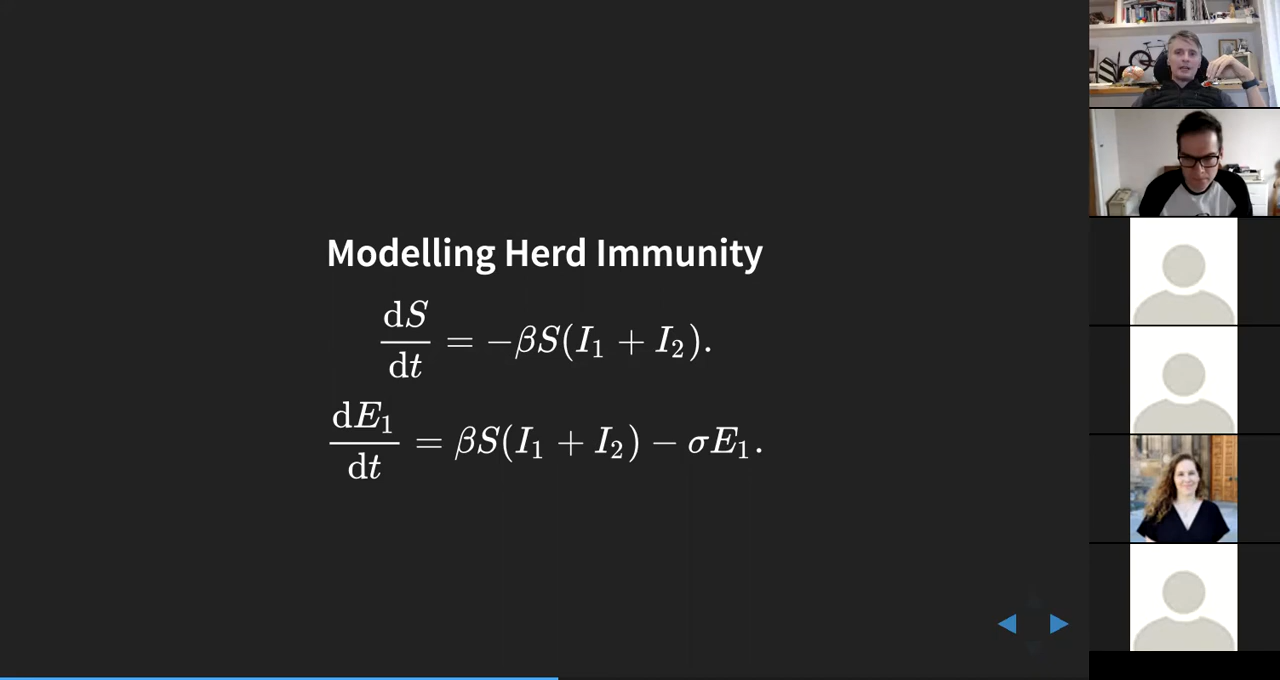 Modelling Herd Immunity
dS/dt = −βS(I₁ + I₂).
dE₁/dt = βS(I₁ + I₂) − σE₁.